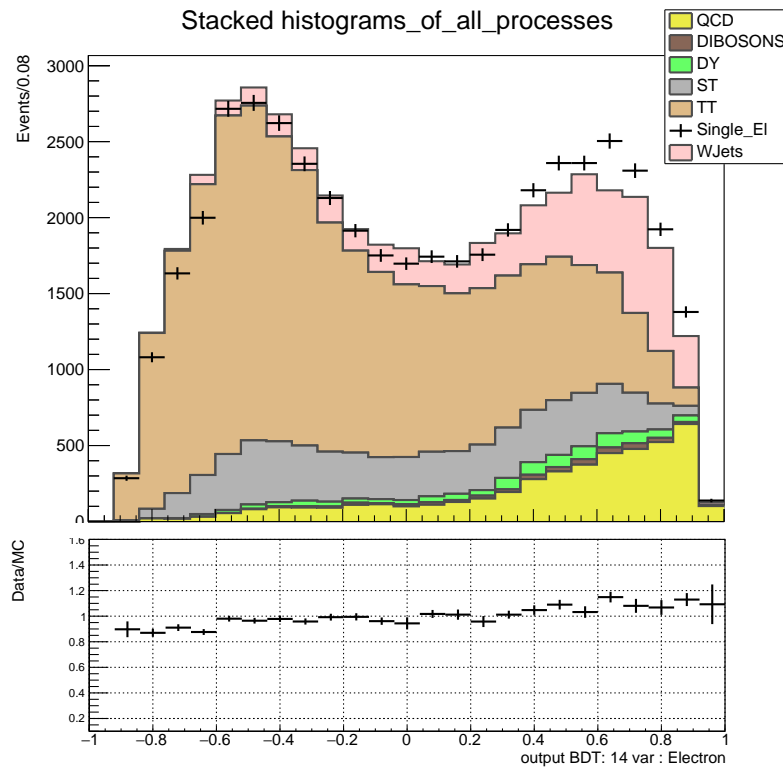 Stacked histograms_of_all_processes
QCD
DIBOSONS
DY
ST
TT
Single_El
WJets
Events/0.08
3000
2500
2000
1500
1000
500
0
Data/MC
1.6
1.4
1.2
1
0.8
0.6
0.4
0.2
−1 −0.8 −0.6 −0.4 −0.2 0 0.2 0.4 0.6 0.8 1
output BDT: 14 var : Electron